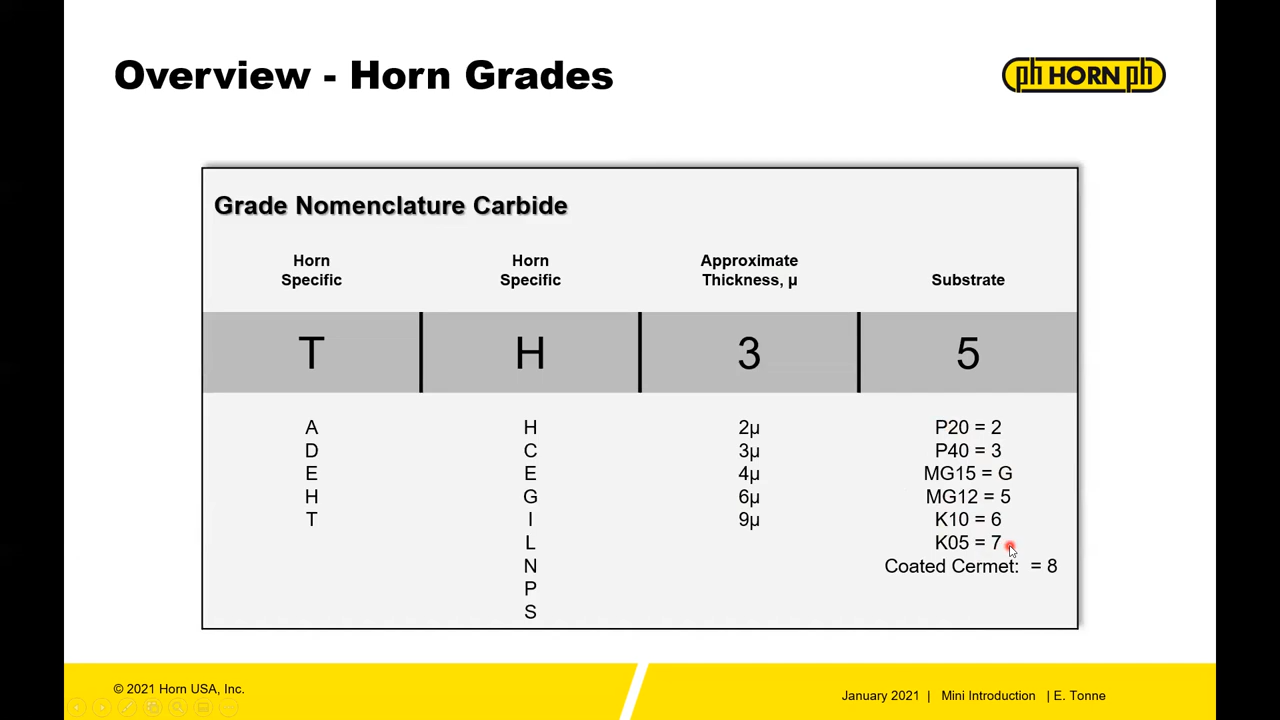 Overview - Horn Grades
ph HORN ph
Grade Nomenclature Carbide
Horn Specific
Horn Specific
Approximate Thickness, µ
Substrate
T
H
3
5
A
D
E
H
T
H
C
E
G
I
L
N
P
S
2µ
3µ
4µ
6µ
9µ
P20 = 2
P40 = 3
MG15 = G
MG12 = 5
K10 = 6
K05 = 7
Coated Cermet: = 8
© 2021 Horn USA, Inc.
January 2021 | Mini Introduction | E. Tonne